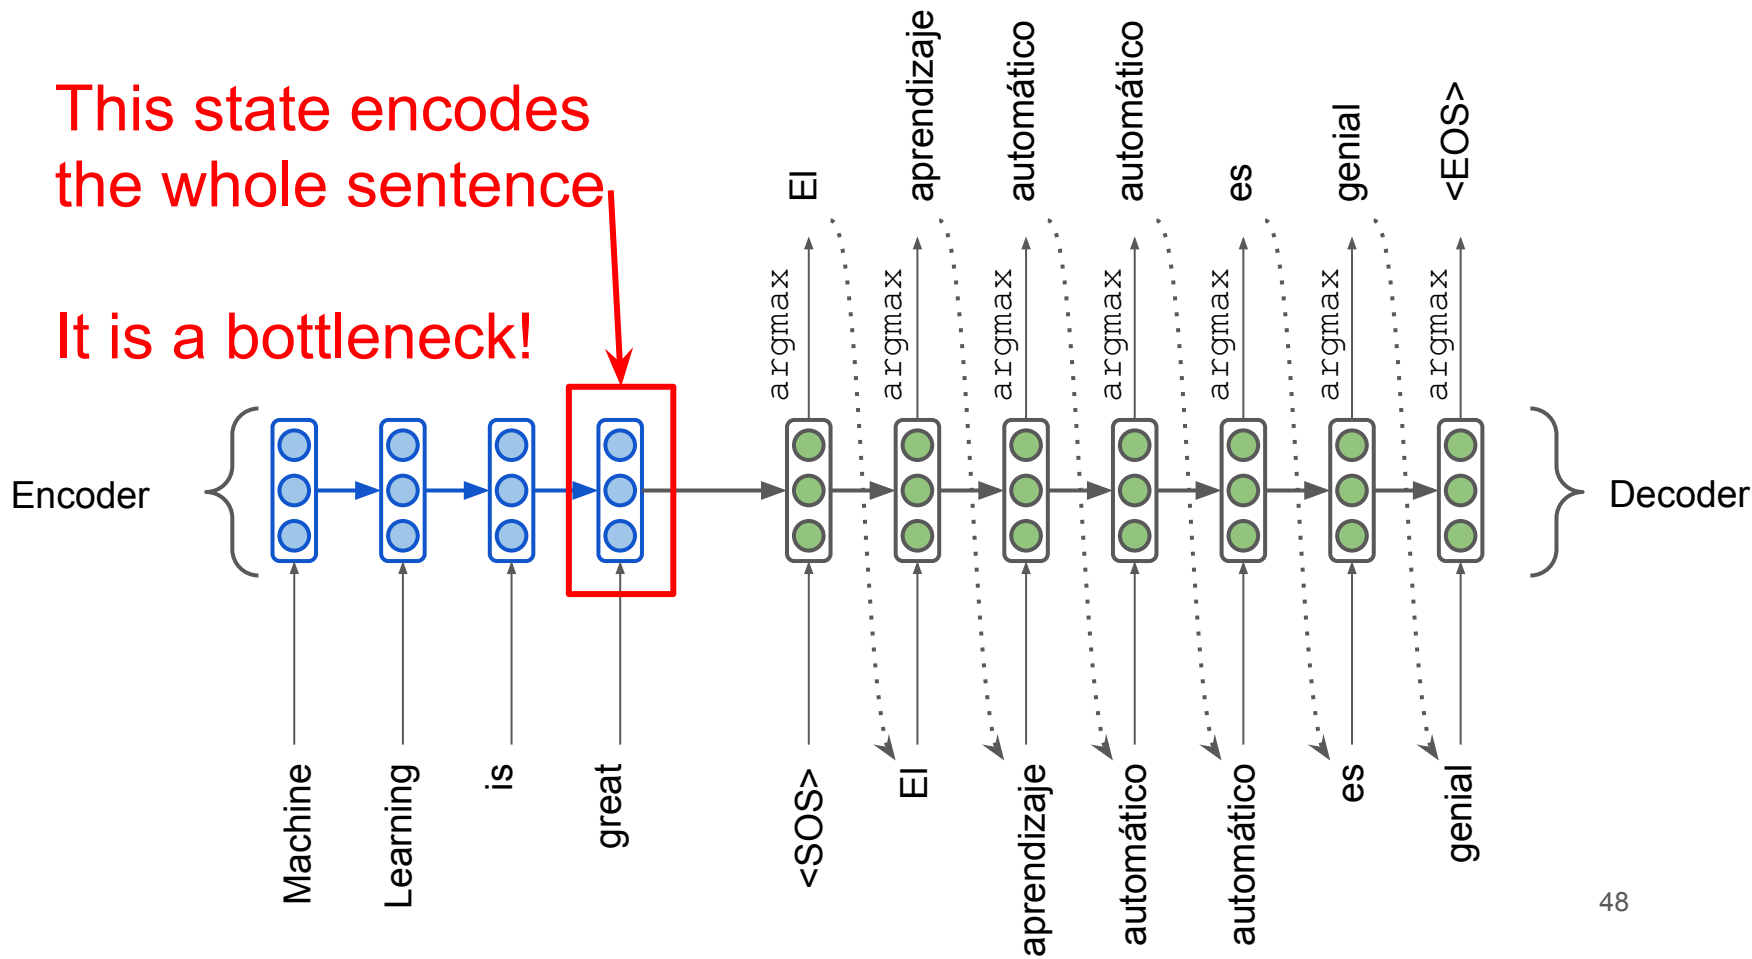 This state encodes
the whole sentence
It is a bottleneck!
El
aprendizaje
automático
automático
es
genial
<EOS>
argmax
argmax
argmax
argmax
argmax
argmax
argmax
Encoder
Decoder
Machine
Learning
is
great
<SOS>
El
aprendizaje
automático
automático
es
genial
48